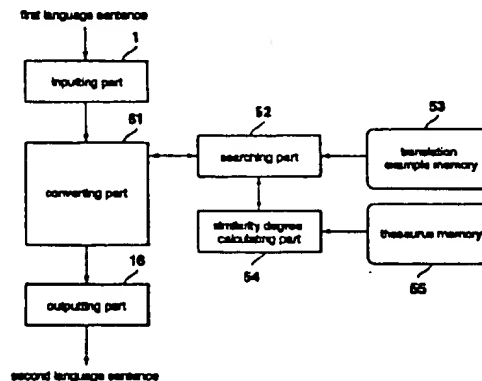 first language sentence
1
inputting part
51
52
53
converting part
searching part
translation
example memory
similarity degree
calculating part
thesaurus memory
54
55
16
outputting part
second language sentence